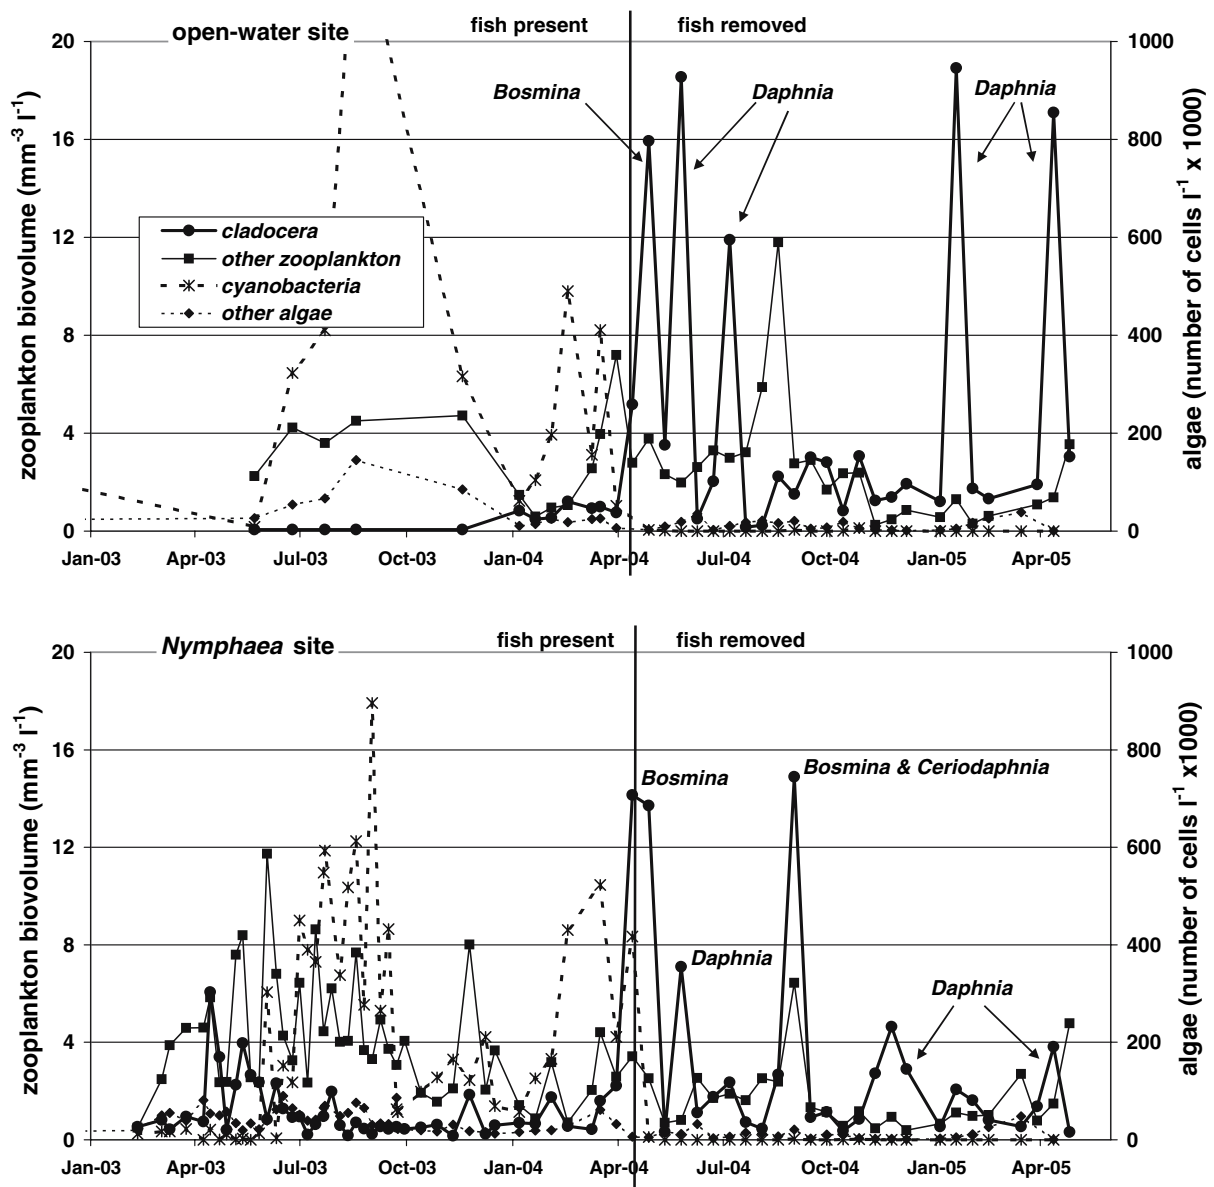 open-water site
fish present
fish removed
20
16
12
8
4
0
zooplankton biovolume (mm⁻³ l⁻¹)
1000
800
600
400
200
0
algae (number of cells l⁻¹ x 1000)
Bosmina
Daphnia
Daphnia
cladocera
other zooplankton
cyanobacteria
other algae
Jan-03 Apr-03 Jul-03 Oct-03 Jan-04 Apr-04 Jul-04 Oct-04 Jan-05 Apr-05
Nymphaea site
fish present
fish removed
20
16
12
8
4
0
zooplankton biovolume (mm⁻³ l⁻¹)
1000
800
600
400
200
0
algae (number of cells l⁻¹ x1000)
Bosmina
Bosmina & Ceriodaphnia
Daphnia
Daphnia
Jan-03 Apr-03 Jul-03 Oct-03 Jan-04 Apr-04 Jul-04 Oct-04 Jan-05 Apr-05